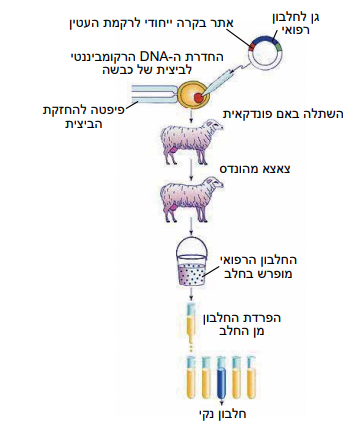 גן לחלבון
רפואי
אתר בקרה ייחודי לרקמת העטין
החדרת ה-DNA הרקומביננטי
לביצית של כבשה
פיפטה להחזקת
הביצית
השתלה באם פונדקאית
צאצא מהונדס
החלבון הרפואי
מופרש בחלב
הפרדת החלבון
מן החלב
חלבון נקי